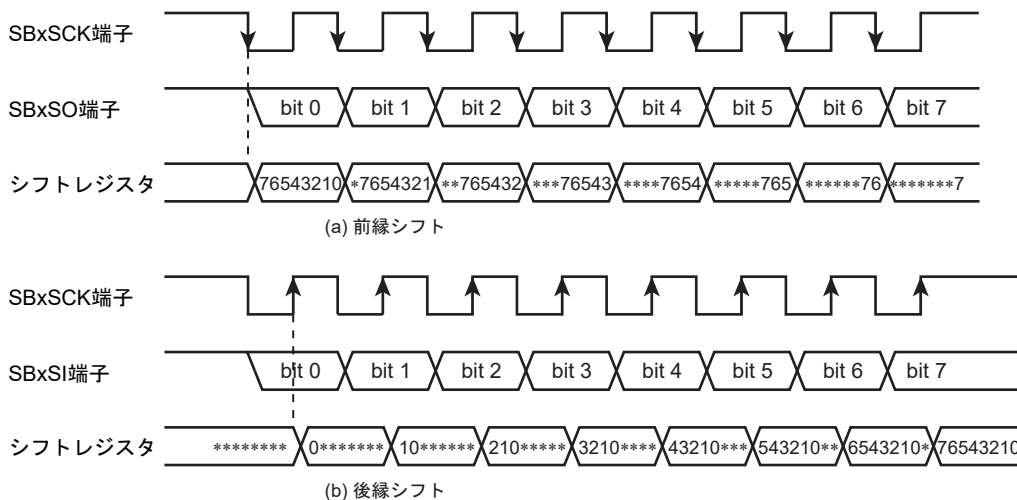 SBxSCK端子
SBxSO端子 bit 0 bit 1 bit 2 bit 3 bit 4 bit 5 bit 6 bit 7
シフトレジスタ 76543210 *7654321 **765432 ***76543 ****7654 *****765 ******76 *******7
(a) 前縁シフト
SBxSCK端子
SBxSI端子 bit 0 bit 1 bit 2 bit 3 bit 4 bit 5 bit 6 bit 7
シフトレジスタ ******** 0******* 10****** 210***** 3210**** 43210*** 543210** 6543210* 76543210
(b) 後縁シフト